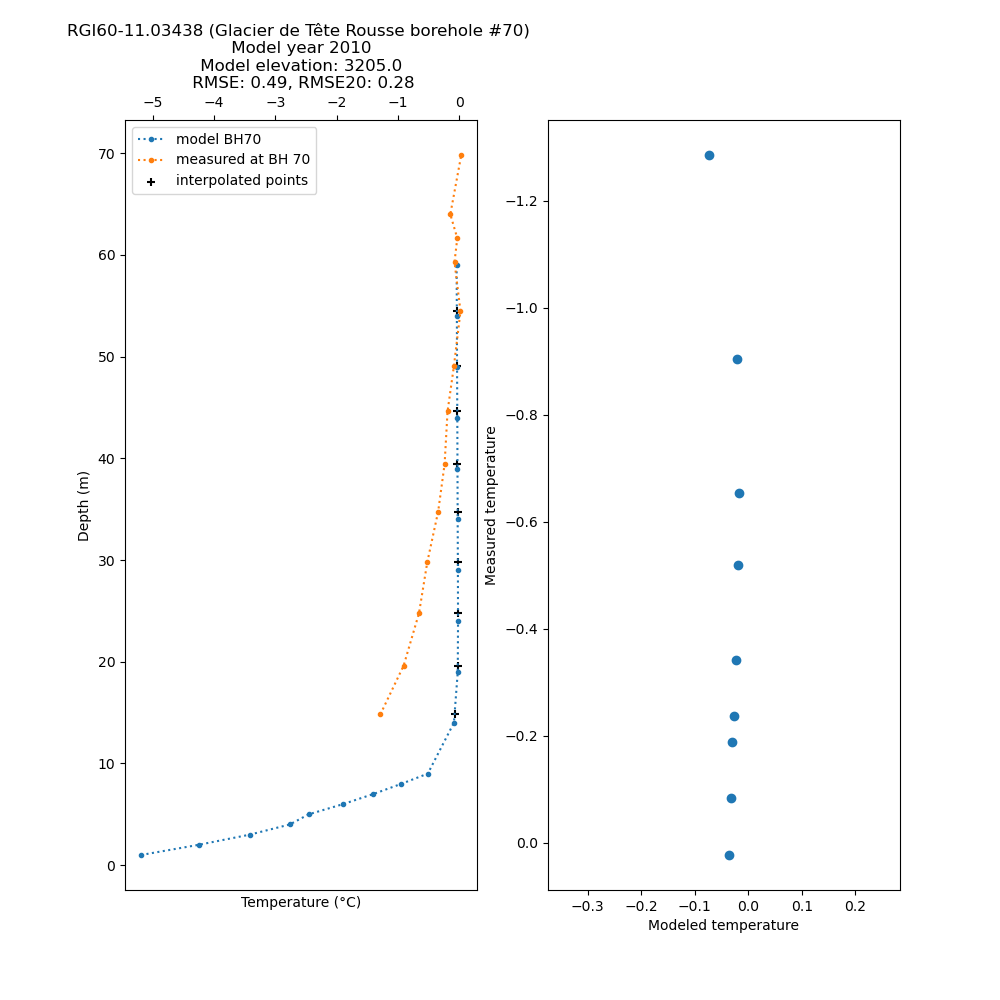 RGI60-11.03438 (Glacier de Tête Rousse borehole #70)
Model year 2010
Model elevation: 3205.0
RMSE: 0.49, RMSE20: 0.28
−5 −4 −3 −2 −1 0
model BH70
measured at BH 70
interpolated points
70
60
50
40
30
20
10
0
Depth (m)
Temperature (°C)
−1.2
−1.0
−0.8
−0.6
−0.4
−0.2
0.0
Measured temperature
−0.3 −0.2 −0.1 0.0 0.1 0.2
Modeled temperature